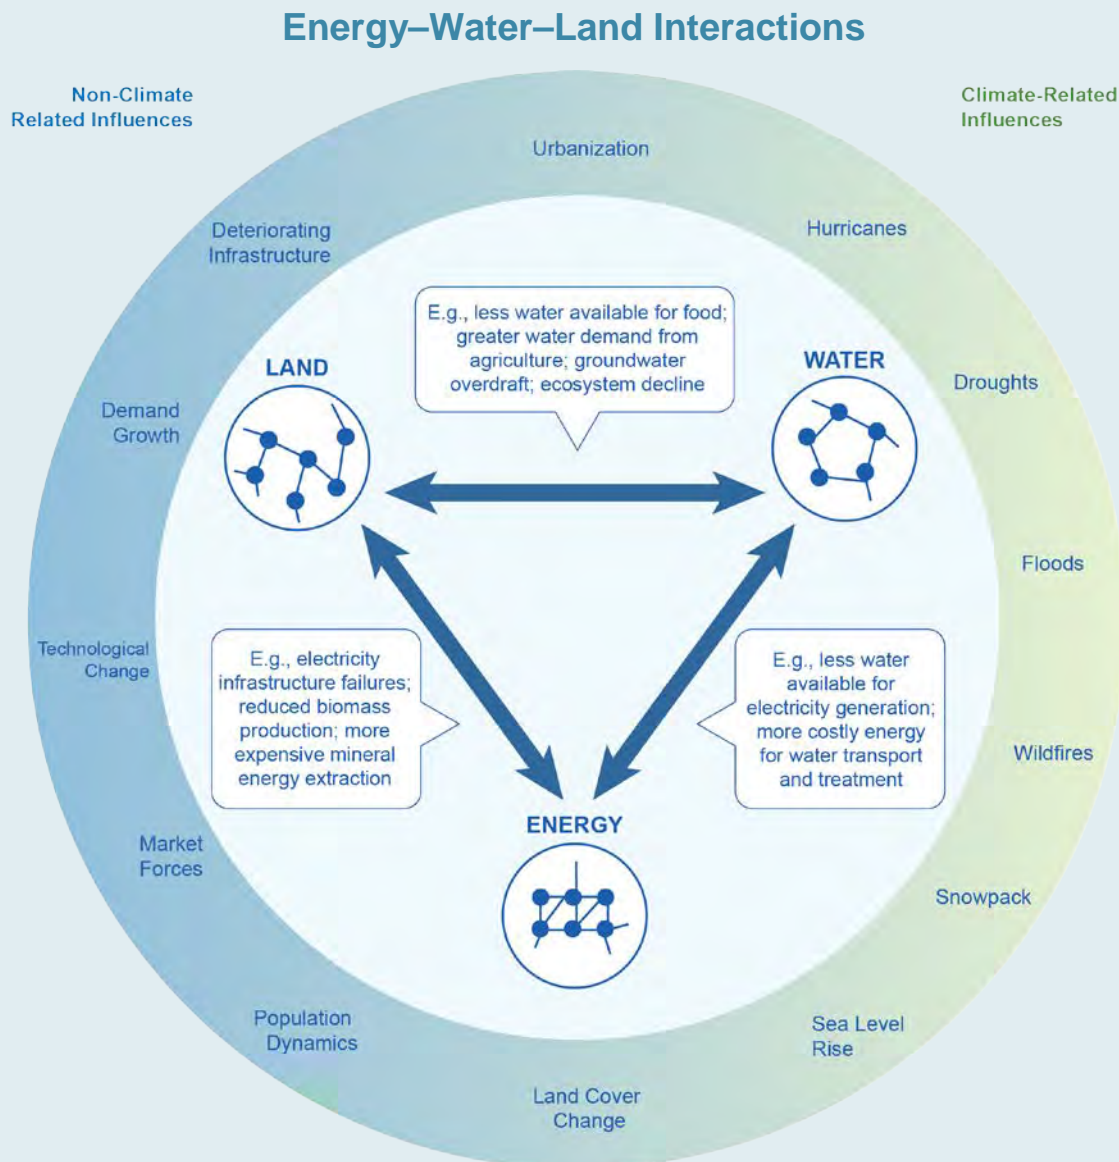 Energy–Water–Land Interactions
Non-Climate
Related Influences
Climate-Related
Influences
Urbanization
Deteriorating
Infrastructure
Hurricanes
E.g., less water available for food;
greater water demand from
agriculture; groundwater
overdraft; ecosystem decline
LAND
WATER
Demand
Growth
Droughts
Floods
Technological
Change
E.g., electricity
infrastructure failures;
reduced biomass
production; more
expensive mineral
energy extraction
E.g., less water
available for
electricity generation;
more costly energy
for water transport
and treatment
Wildfires
ENERGY
Market
Forces
Snowpack
Population
Dynamics
Sea Level
Rise
Land Cover
Change